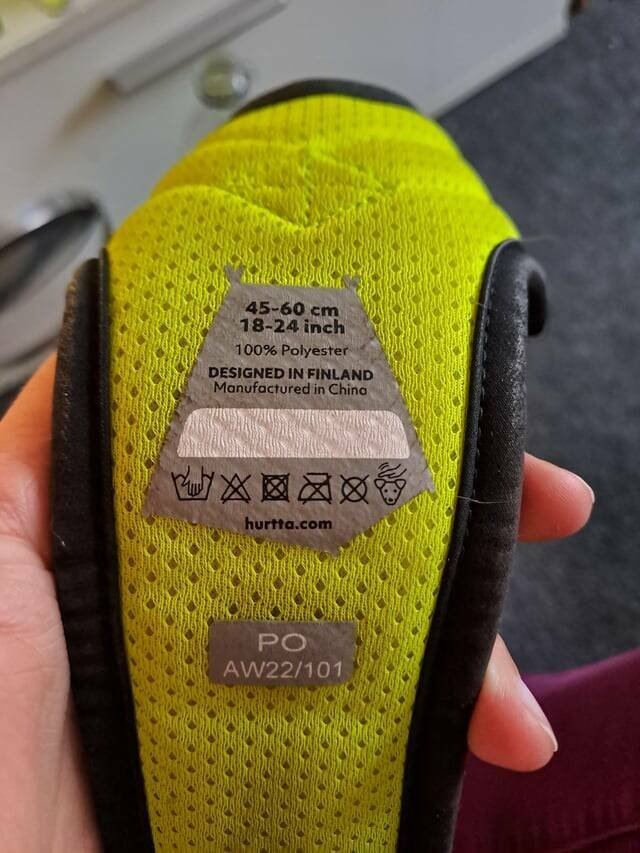 45-60 cm
18-24 inch
100% Polyester
DESIGNED IN FINLAND
Manufactured in China
hurtta.com
PO
AW22/101